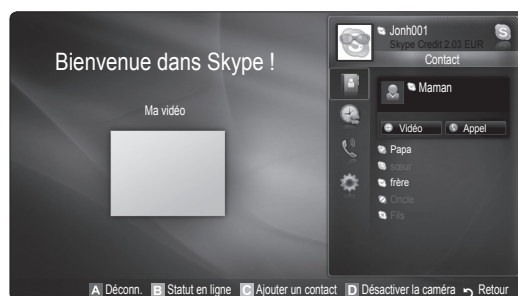 Jonh001
Skype Credit 2.03 EUR
Contact
Bienvenue dans Skype !
Ma vidéo
Maman
Vidéo Appel
Papa
sœur
frère
Oncle
Fils
A Déconn. B Statut en ligne C Ajouter un contact D Désactiver la caméra Retour